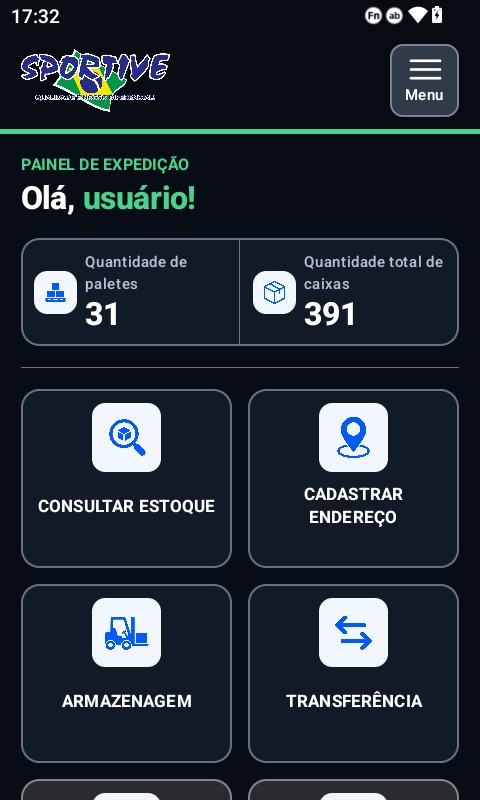 17:32
Fn
ab
SPORTIVE
Menu
PAINEL DE EXPEDIÇÃO
Olá, usuário!
Quantidade de
paletes
31
Quantidade total de
caixas
391
CONSULTAR ESTOQUE
CADASTRAR
ENDEREÇO
ARMAZENAGEM
TRANSFERÊNCIA